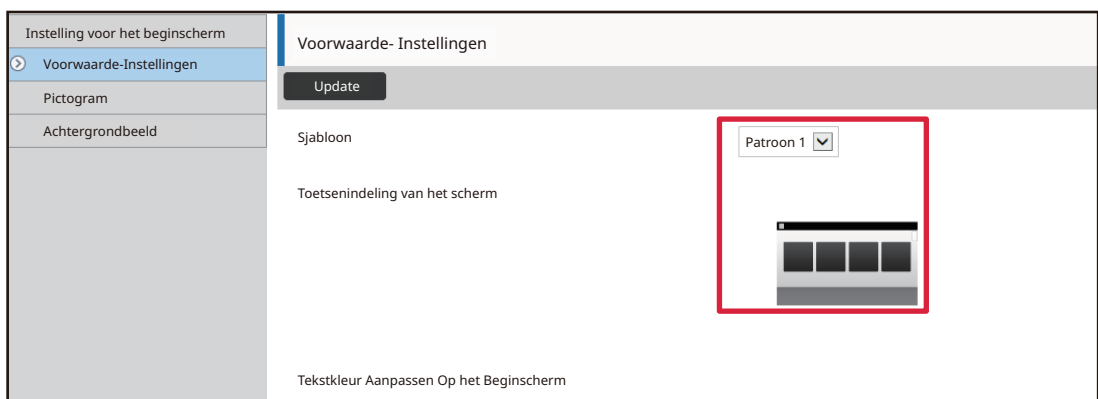 Instelling voor het beginscherm
Voorwaarde-Instellingen
Pictogram
Achtergrondbeeld
Voorwaarde- Instellingen
Update
Sjabloon
Patroon 1
Toetsenindeling van het scherm
Tekstkleur Aanpassen Op het Beginscherm